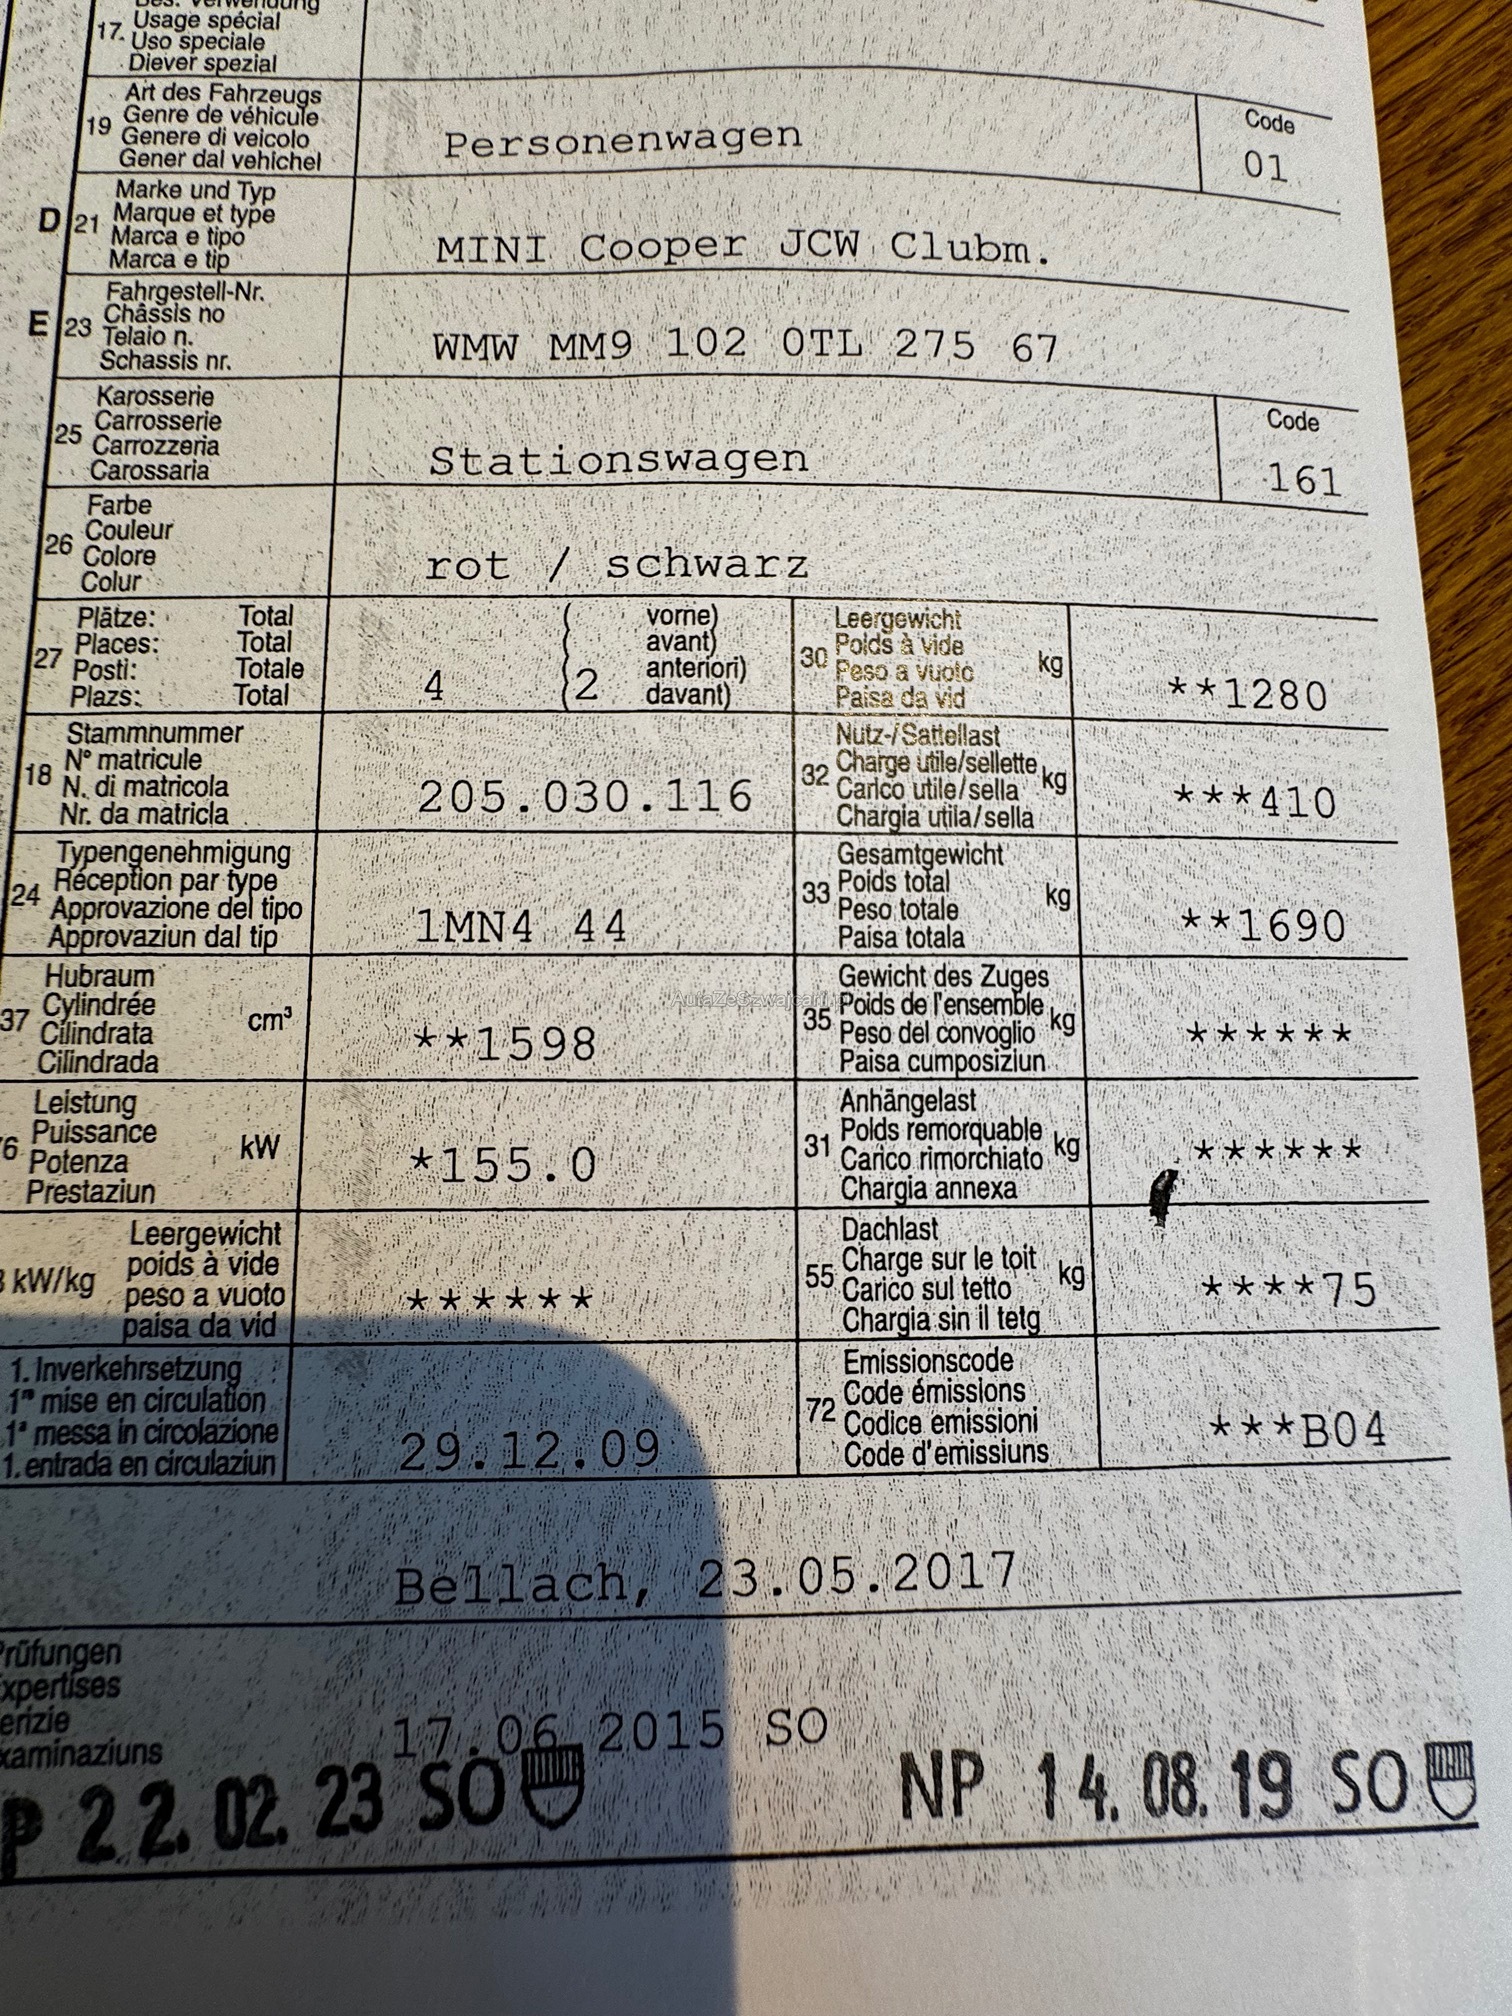 Bes. Verwendung
17. Usage spécial
Uso speciale
Diever spezial
Art des Fahrzeugs
19 Genre de véhicule
Genere di veicolo
Gener dal vehichel
Personenwagen
Code
01
Marke und Typ
D 21 Marque et type
Marca e tipo
Marca e tip
MINI Cooper JCW Clubm.
Fahrgestell-Nr.
E 23 Châssis no
Telaio n.
Schassis nr.
WMW MM9 102 0TL 275 67
Karosserie
25 Carrosserie
Carrozzeria
Carossaria
Stationswagen
Code
161
Farbe
26 Couleur
Colore
Colur
rot / schwarz
Plätze: Total
27 Places: Total
Posti: Totale
Plazs: Total
4 (2
vorne)
avant)
anteriori)
davant)
Leergewicht
30 Poids à vide kg
Peso a vuoto
Paisa da vid
**1280
Stammnummer
18 N° matricule
N. di matricola
Nr. da matricla
205.030.116
Nutz-/Sattellast
32 Charge utile/sellette kg
Carico utile/sella
Chargia utila/sella
***410
Typengenehmigung
24 Réception par type
Approvazione del tipo
Approvaziun dal tip
1MN4 44
Gesamtgewicht
33 Poids total kg
Peso totale
Paisa totala
**1690
Hubraum
37 Cylindrée cm³
Cilindrata
Cilindrada
**1598
AutaZeSzwajcarii.pl
Gewicht des Zuges
35 Poids de l'ensemble kg
Peso del convoglio
Paisa cumposiziun
******
Leistung
76 Puissance kW
Potenza
Prestaziun
*155.0
Anhängelast
31 Poids remorquable kg
Carico rimorchiato
Chargia annexa
******
Leergewicht
kW/kg poids à vide
peso a vuoto
paisa da vid
******
Dachlast
55 Charge sur le toit kg
Carico sul tetto
Chargia sin il tetg
****75
1. Inverkehrsetzung
1re mise en circulation
1a messa in circolazione
1. entrada en circulaziun
29.12.09
Emissionscode
72 Code émissions
Codice emissioni
Code d'emissiuns
***B04
Bellach, 23.05.2017
Prüfungen
xpertises
erizie
xaminaziuns
17.06 2015 SO
P 22.02.23 SO
NP 14.08.19 SO